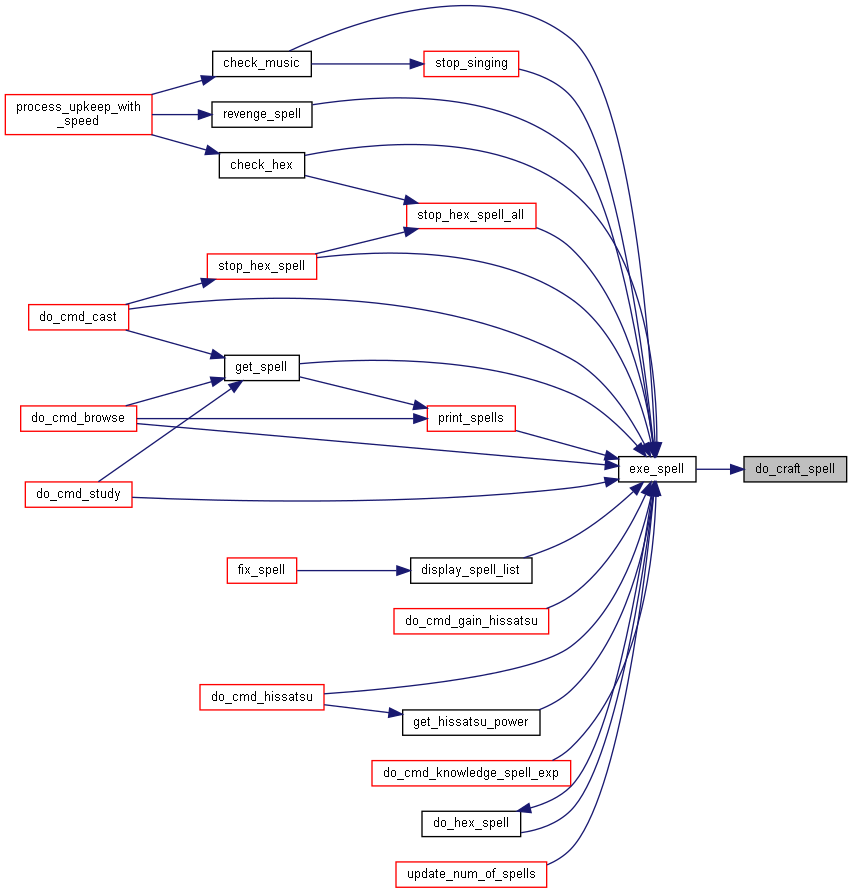 check_music
stop_singing
process_upkeep_with
_speed
revenge_spell
check_hex
stop_hex_spell_all
stop_hex_spell
do_cmd_cast
get_spell
do_cmd_browse
print_spells
exe_spell
do_craft_spell
do_cmd_study
fix_spell
display_spell_list
do_cmd_gain_hissatsu
do_cmd_hissatsu
get_hissatsu_power
do_cmd_knowledge_spell_exp
do_hex_spell
update_num_of_spells